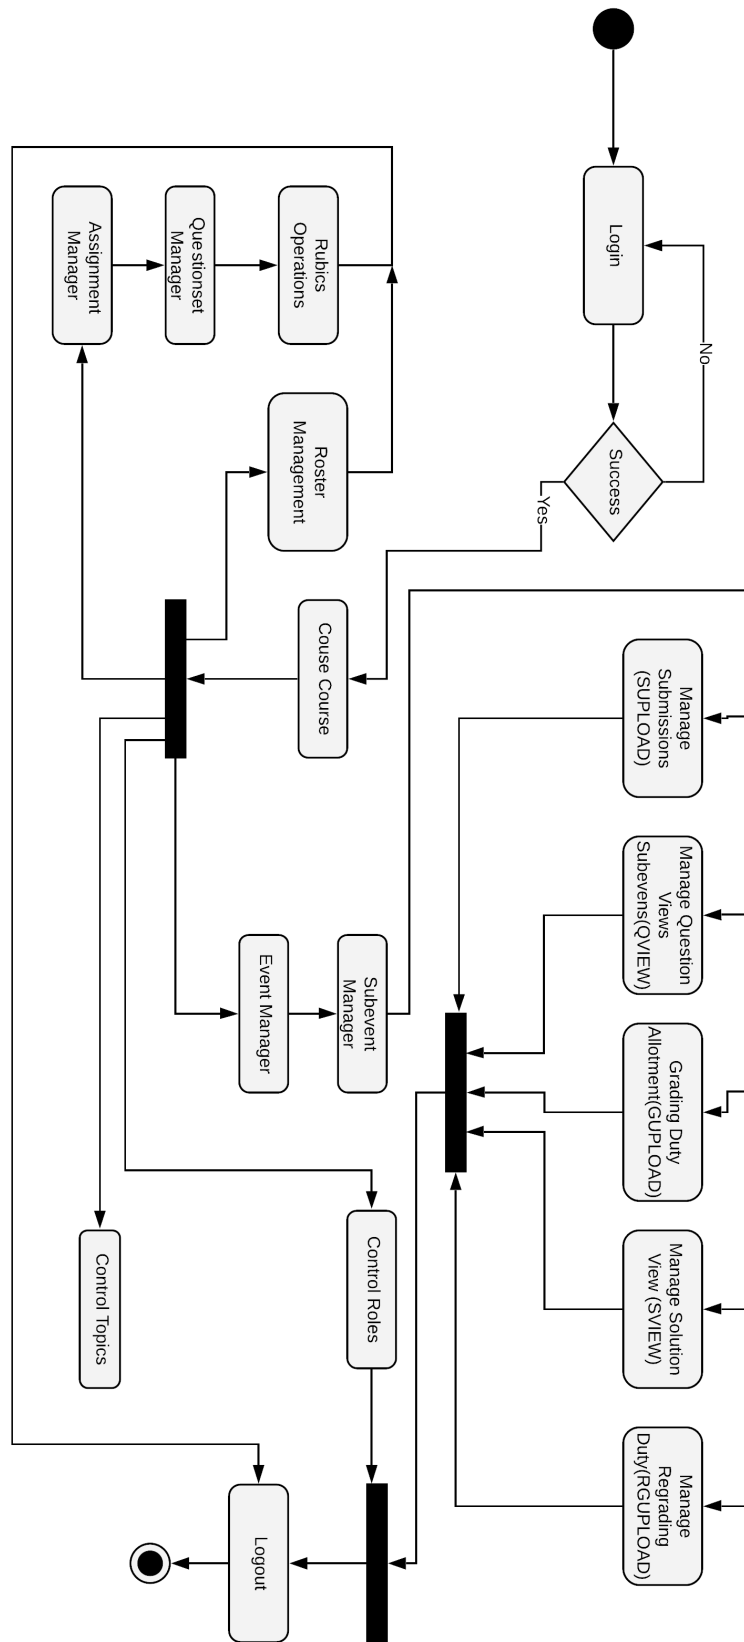 Login
No
Success
Yes
Rubics
Operations
Questionset
Manager
Assignment
Manager
Roster
Management
Couse Course
Manage
Submissions
(SUPLOAD)
Manage Question
Views
Subevens(QVIEW)
Grading Duty
Allotment(GUPLOAD)
Manage Solution
View (SVIEW)
Manage
Regrading
Duty(RGUPLOAD)
Subevent
Manager
Event Manager
Control Roles
Control Topics
Logout